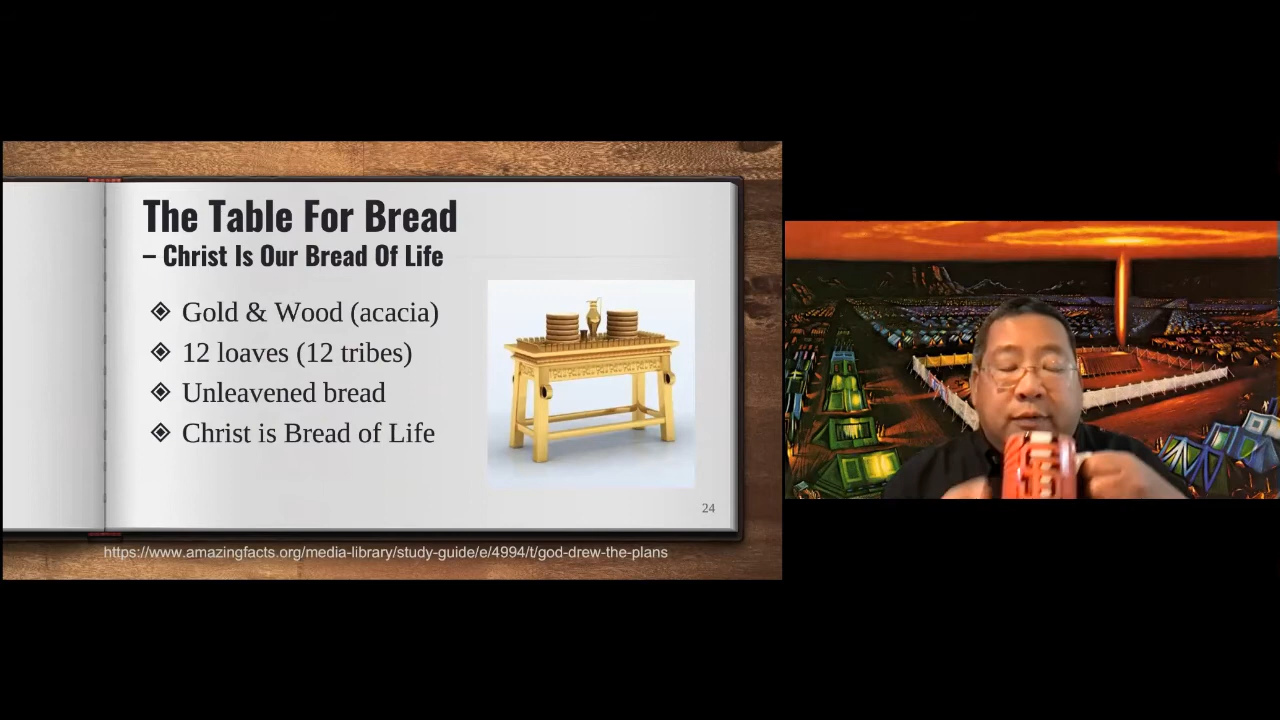 The Table For Bread
– Christ Is Our Bread Of Life
Gold & Wood (acacia)
12 loaves (12 tribes)
Unleavened bread
Christ is Bread of Life
24
https://www.amazingfacts.org/media-library/study-guide/e/4994/t/god-drew-the-plans